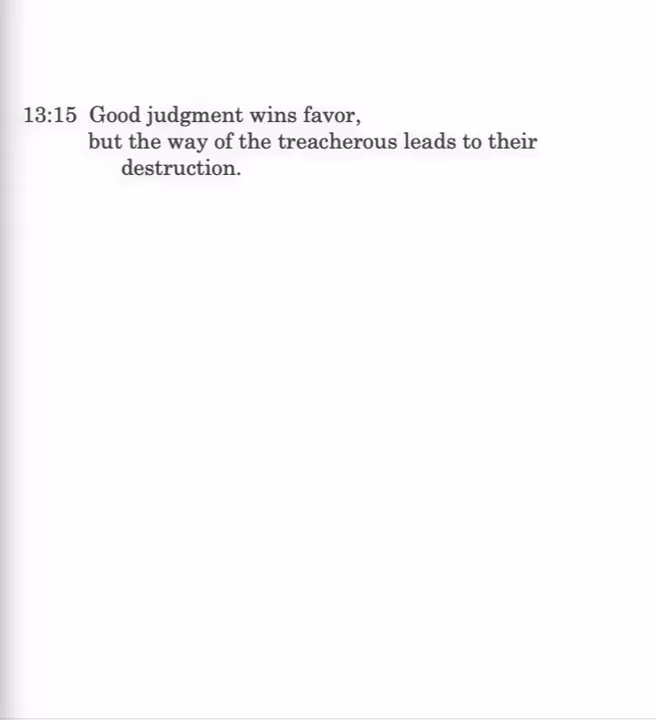 13:15 Good judgment wins favor,
but the way of the treacherous leads to their
destruction.